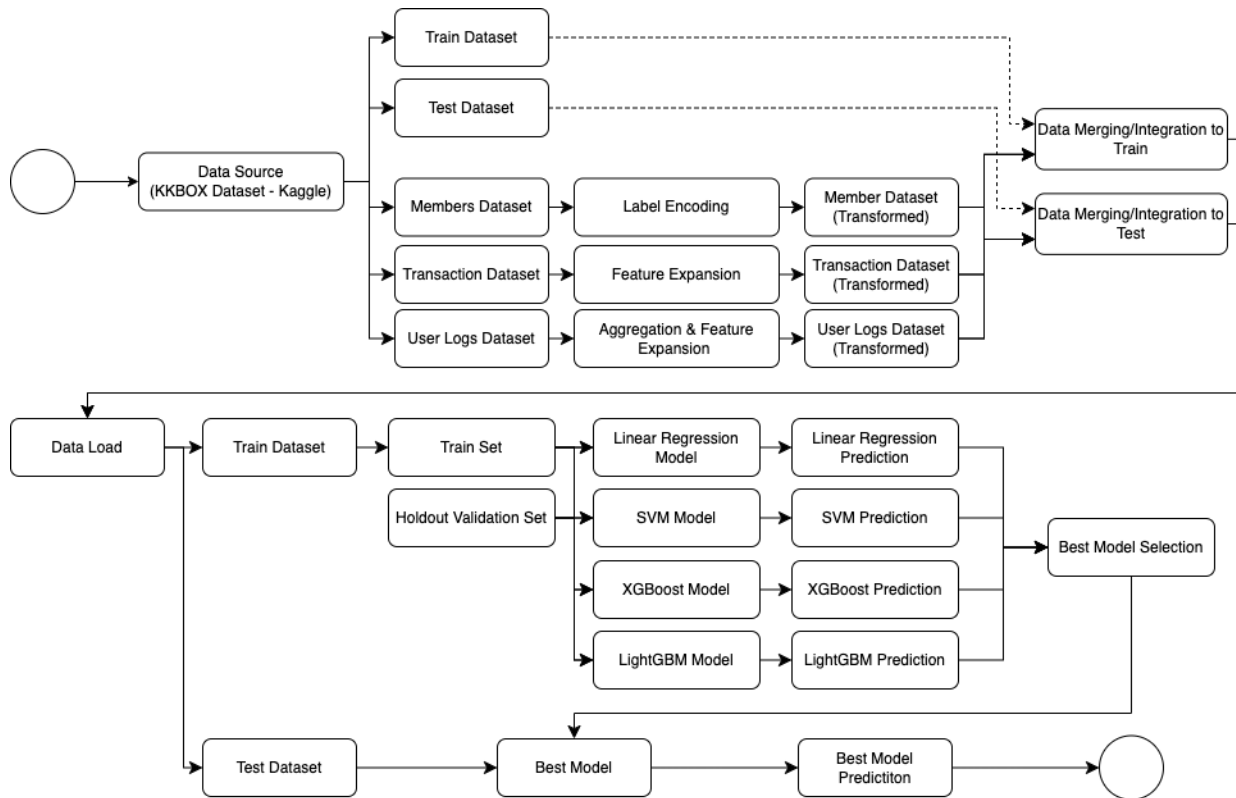 Train Dataset
Test Dataset
Data Source
(KKBOX Dataset - Kaggle)
Data Merging/Integration to
Train
Members Dataset
Label Encoding
Member Dataset
(Transformed)
Data Merging/Integration to
Test
Transaction Dataset
Feature Expansion
Transaction Dataset
(Transformed)
User Logs Dataset
Aggregation & Feature
Expansion
User Logs Dataset
(Transformed)
Data Load
Train Dataset
Train Set
Linear Regression
Model
Linear Regression
Prediction
Holdout Validation Set
SVM Model
SVM Prediction
Best Model Selection
XGBoost Model
XGBoost Prediction
LightGBM Model
LightGBM Prediction
Test Dataset
Best Model
Best Model
Predictiton